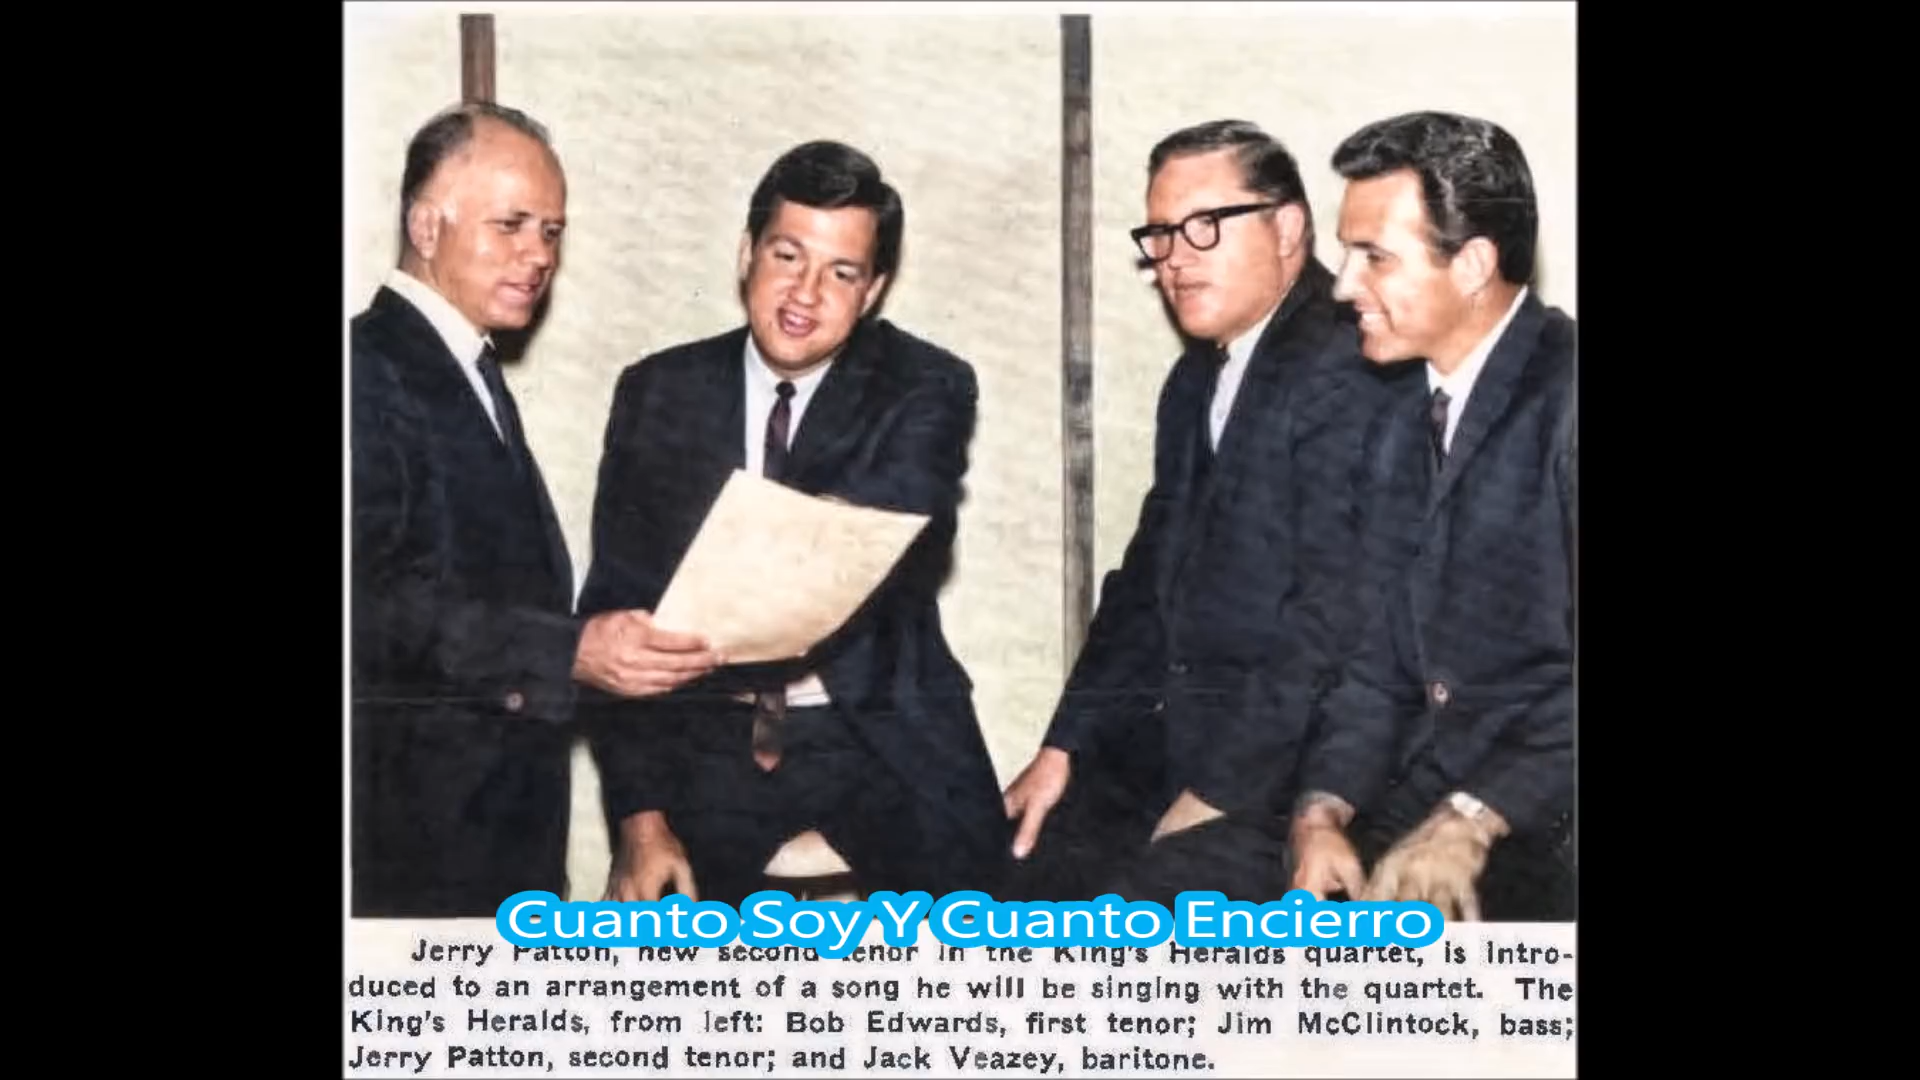 Cuanto Soy Y Cuanto Encierro
Jerry Patton, new second tenor in the King's Heralds quartet, is intro-
duced to an arrangement of a song he will be singing with the quartet. The
King's Heralds, from left: Bob Edwards, first tenor; Jim McClintock, bass;
Jerry Patton, second tenor; and Jack Veazey, baritone.